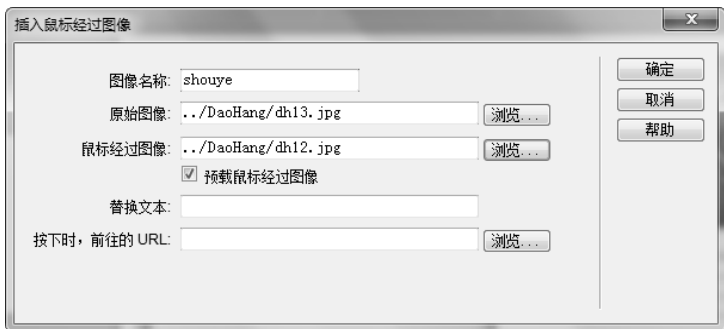 插入鼠标经过图像
图像名称: shouye
确定
原始图像: ../DaoHang/dh13.jpg 浏览...
取消
鼠标经过图像: ../DaoHang/dh12.jpg 浏览...
帮助
预载鼠标经过图像
替换文本:
按下时，前往的 URL: 浏览...